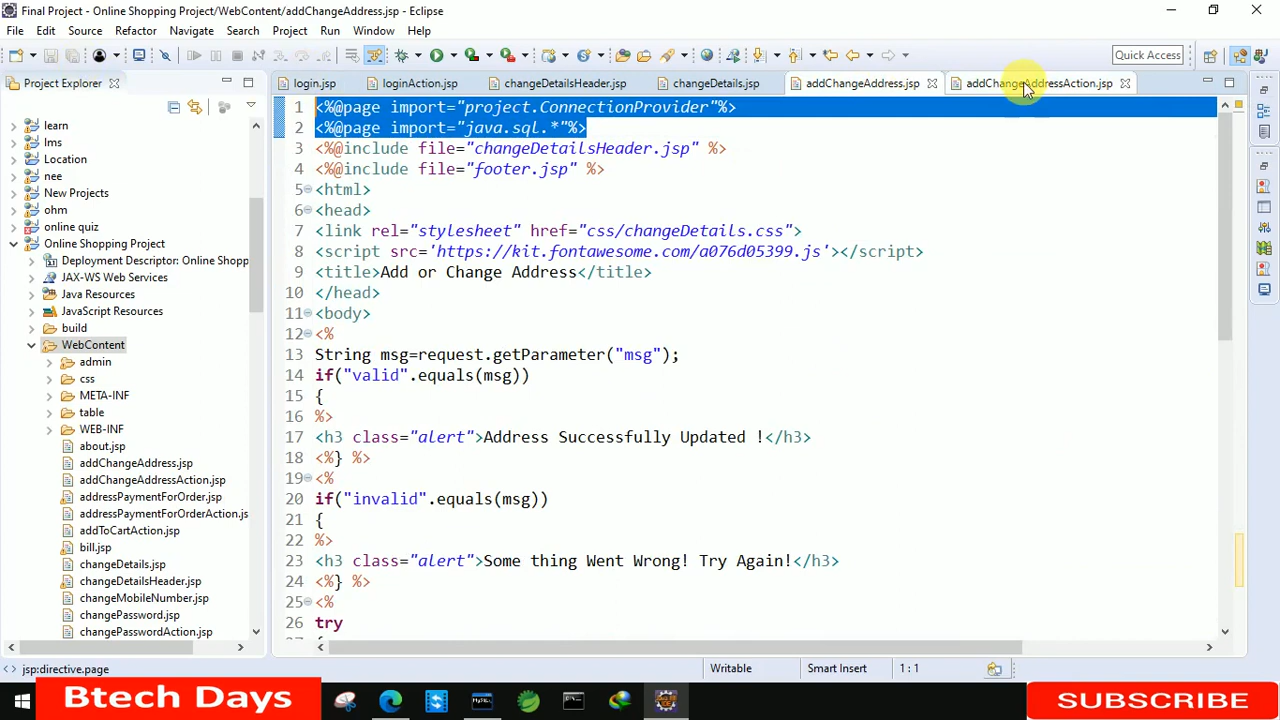 Final Project - Online Shopping Project/WebContent/addChangeAddress.jsp - Eclipse
File Edit Source Refactor Navigate Search Project Run Window Help
Quick Access
Project Explorer
login.jsp loginAction.jsp changeDetailsHeader.jsp changeDetails.jsp addChangeAddress.jsp addChangeAddressAction.jsp
learn
lms
Location
nee
New Projects
ohm
online quiz
Online Shopping Project
Deployment Descriptor: Online Shopp
JAX-WS Web Services
Java Resources
JavaScript Resources
build
WebContent
admin
css
META-INF
table
WEB-INF
about.jsp
addChangeAddress.jsp
addChangeAddressAction.jsp
addressPaymentForOrder.jsp
addressPaymentForOrderAction.js
addToCartAction.jsp
bill.jsp
changeDetails.jsp
changeDetailsHeader.jsp
changeMobileNumber.jsp
changePassword.jsp
changePasswordAction.jsp
1 <%@page import="project.ConnectionProvider"%>
2 <%@page import="java.sql.*"%>
3 <%@include file="changeDetailsHeader.jsp" %>
4 <%@include file="footer.jsp" %>
5 <html>
6 <head>
7 <link rel="stylesheet" href="css/changeDetails.css">
8 <script src='https://kit.fontawesome.com/a076d05399.js'></script>
9 <title>Add or Change Address</title>
10 </head>
11 <body>
12 <%
13 String msg=request.getParameter("msg");
14 if("valid".equals(msg))
15 {
16 %>
17 <h3 class="alert">Address Successfully Updated !</h3>
18 <%} %>
19 <%
20 if("invalid".equals(msg))
21 {
22 %>
23 <h3 class="alert">Some thing Went Wrong! Try Again!</h3>
24 <%} %>
25 <%
26 try
27 {
jsp:directive.page
Writable Smart Insert 1 : 1
Btech Days
SUBSCRIBE